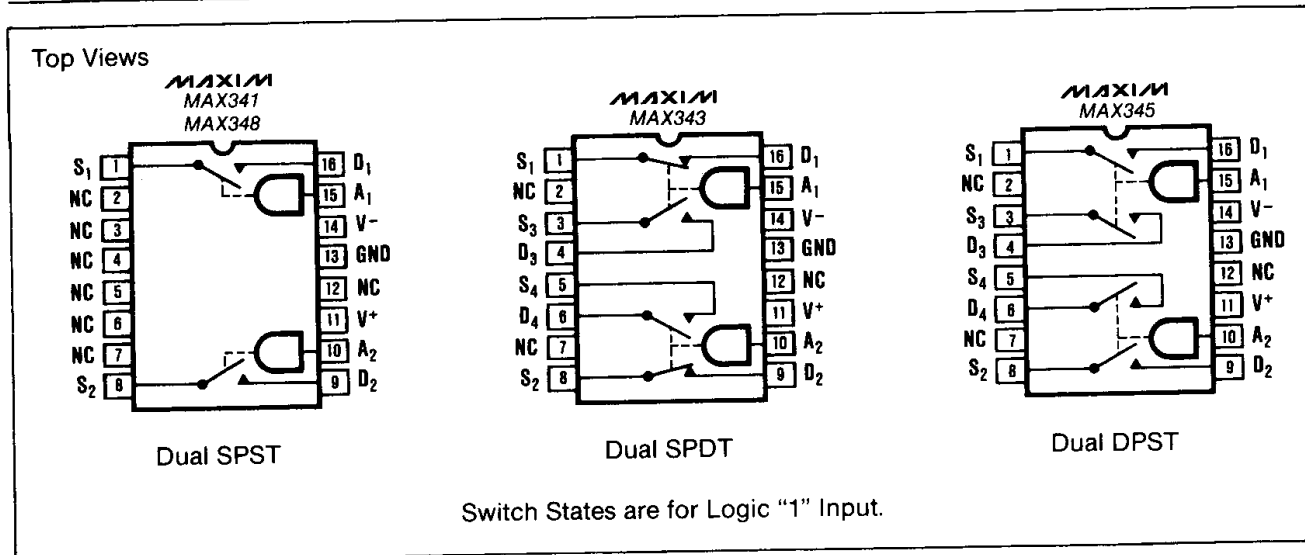 Top Views
MAXIM
MAX341
MAX348
S1 1 16 D1
NC 2 15 A1
NC 3 14 V-
NC 4 13 GND
NC 5 12 NC
NC 6 11 V+
NC 7 10 A2
S2 8 9 D2
Dual SPST
MAXIM
MAX343
S1 1 16 D1
NC 2 15 A1
S3 3 14 V-
D3 4 13 GND
S4 5 12 NC
D4 6 11 V+
NC 7 10 A2
S2 8 9 D2
Dual SPDT
MAXIM
MAX345
S1 1 16 D1
NC 2 15 A1
S3 3 14 V-
D3 4 13 GND
S4 5 12 NC
D4 6 11 V+
NC 7 10 A2
S2 8 9 D2
Dual DPST
Switch States are for Logic “1” Input.